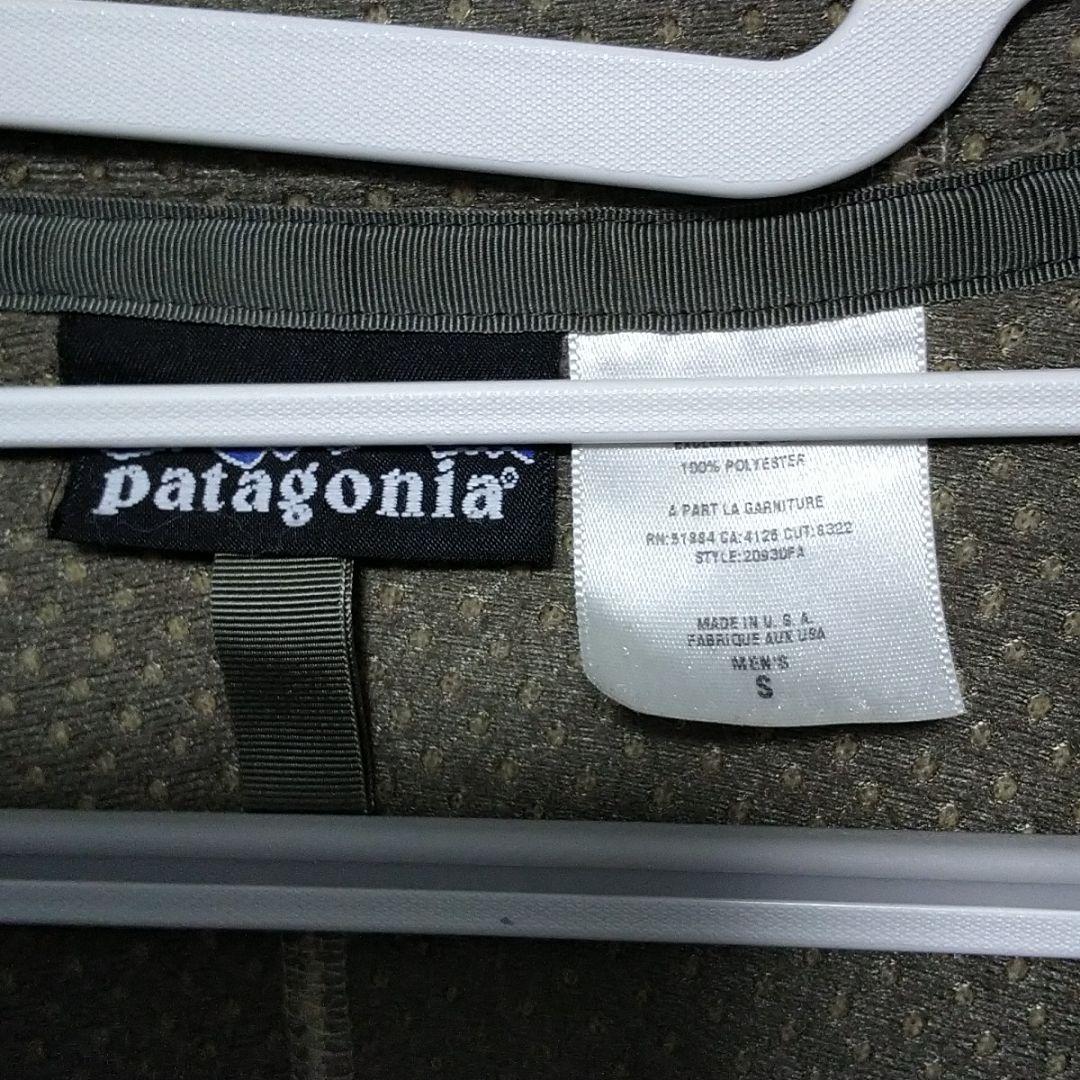 patagonia®
100% POLYESTER
A PART LA GARNITURE
RN:51884 CA:4126 CUT:8322
STYLE:20930FA
MADE IN U. S. A.
FABRIQUE AUX USA
MEN'S
S